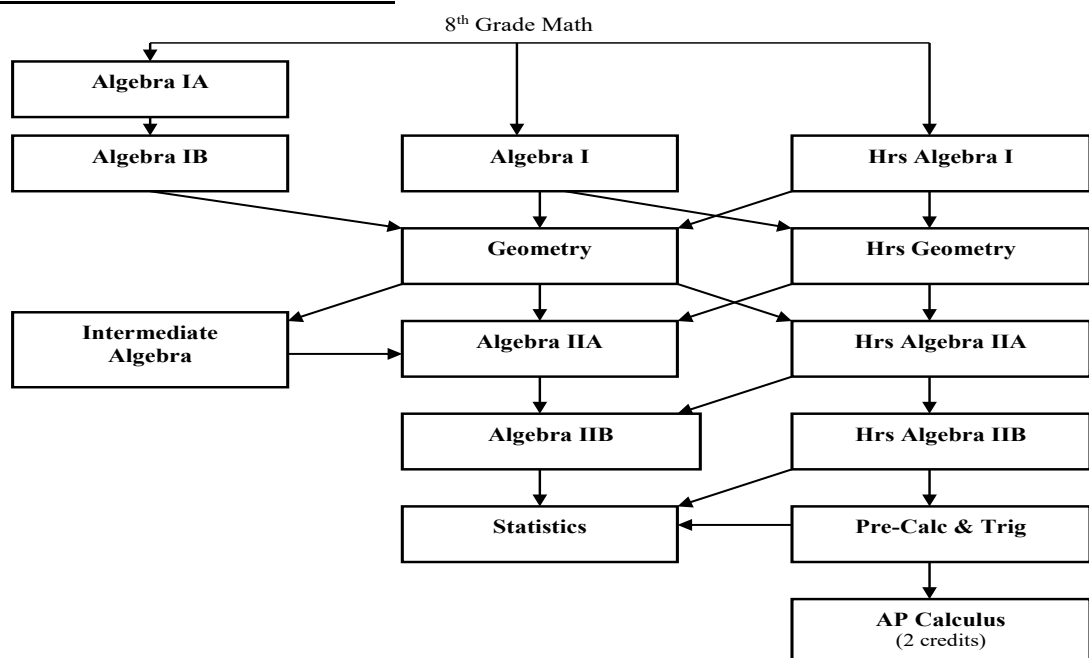 8th Grade Math
Algebra IA
Algebra IB
Algebra I
Hrs Algebra I
Geometry
Hrs Geometry
Intermediate
Algebra
Algebra IIA
Hrs Algebra IIA
Algebra IIB
Hrs Algebra IIB
Statistics
Pre-Calc & Trig
AP Calculus
(2 credits)